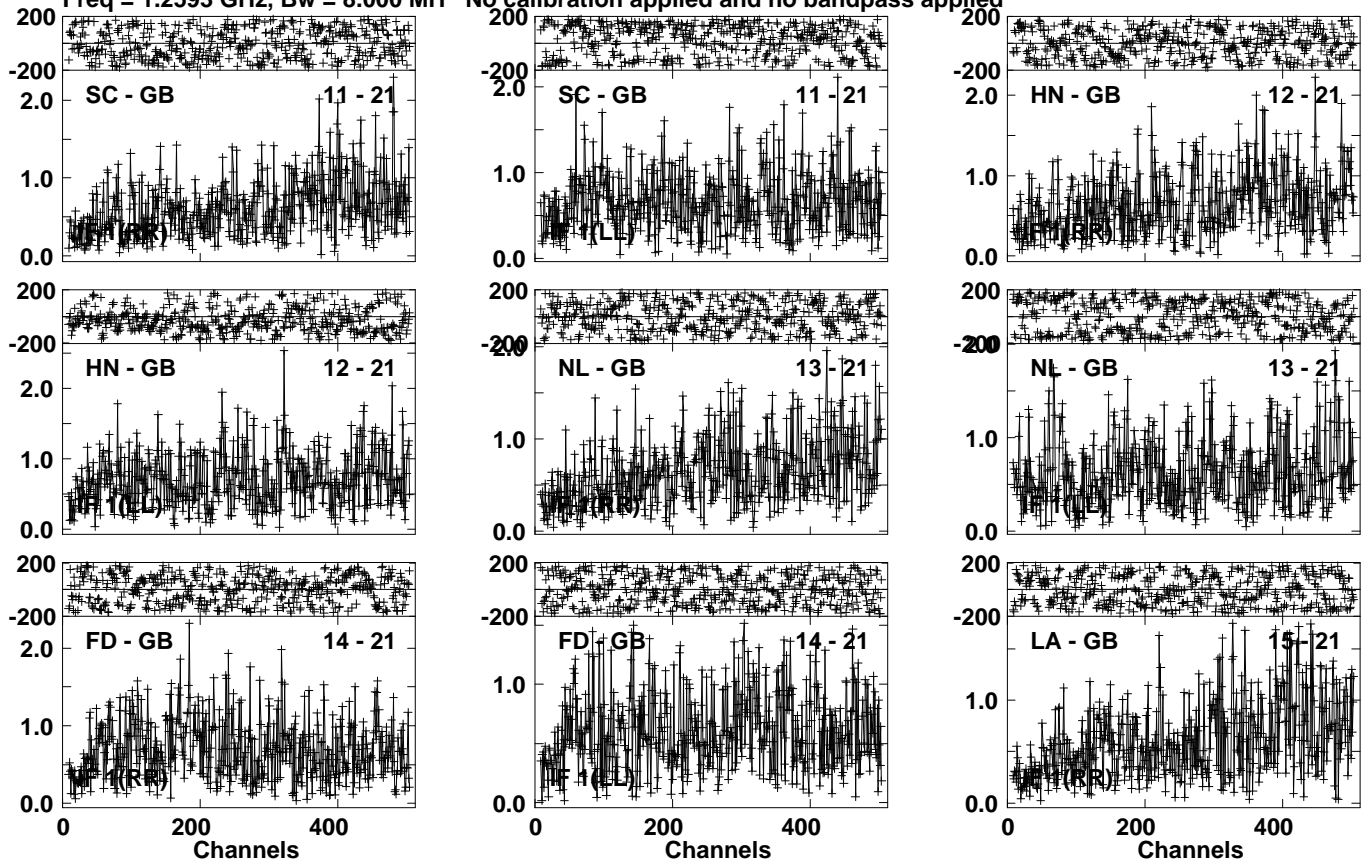 Freq = 1.2593 GHz, Bw = 8.000 MH No calibration applied and no bandpass applied
200 200 200
-200 -200 -200
SC - GB 11 - 21 SC - GB 11 - 21 HN - GB 12 - 21
2.0 2.0 2.0
1.0 1.0 1.0
IF 1(RR) IF 1(LL) IF 1(RR)
0.0 0.0 0.0
200 200 200
-200 -200 -200
2.0 2.0
HN - GB 12 - 21 NL - GB 13 - 21 NL - GB 13 - 21
2.0
1.0 1.0 1.0
IF 1(LL) IF 1(RR) IF 1(LL)
0.0 0.0 0.0
200 200 200
-200 -200 -200
FD - GB 14 - 21 FD - GB 14 - 21 LA - GB 15 - 21
2.0
1.0 1.0 1.0
IF 1(RR) IF 1(LL) IF 1(RR)
0.0 0.0 0.0
0 200 400 0 200 400 0 200 400
Channels Channels Channels